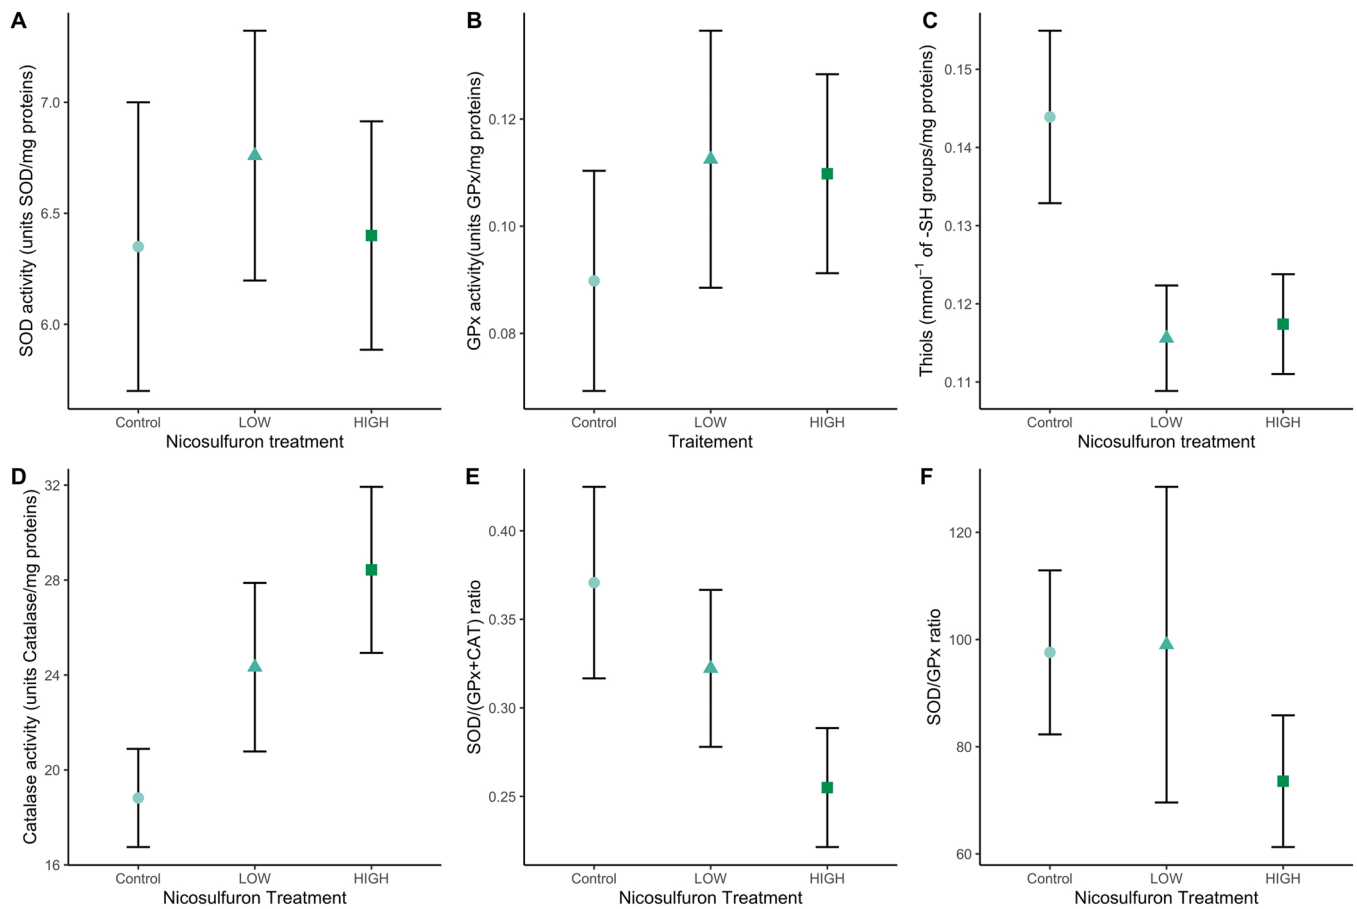 A
SOD activity (units SOD/mg proteins)
7.0
6.5
6.0
Control LOW HIGH
Nicosulfuron treatment
B
GPx activity(units GPx/mg proteins)
0.12
0.10
0.08
Control LOW HIGH
Traitement
C
Thiols (mmol⁻¹ of -SH groups/mg proteins)
0.15
0.14
0.13
0.12
0.11
Control LOW HIGH
Nicosulfuron treatment
D
Catalase activity (units Catalase/mg proteins)
32
28
24
20
16
Control LOW HIGH
Nicosulfuron Treatment
E
SOD/(GPx+CAT) ratio
0.40
0.35
0.30
0.25
Control LOW HIGH
Nicosulfuron Treatment
F
SOD/GPx ratio
120
100
80
60
Control LOW HIGH
Nicosulfuron Treatment